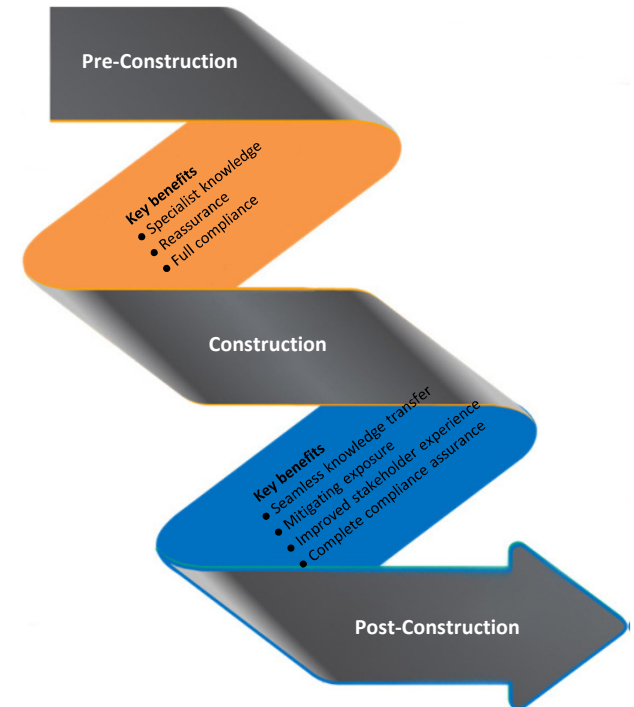 Pre-Construction
Key benefits
● Specialist knowledge
● Reassurance
● Full compliance
Construction
Key benefits
● Seamless knowledge transfer
● Mitigating exposure
● Improved stakeholder experience
● Complete compliance assurance
Post-Construction